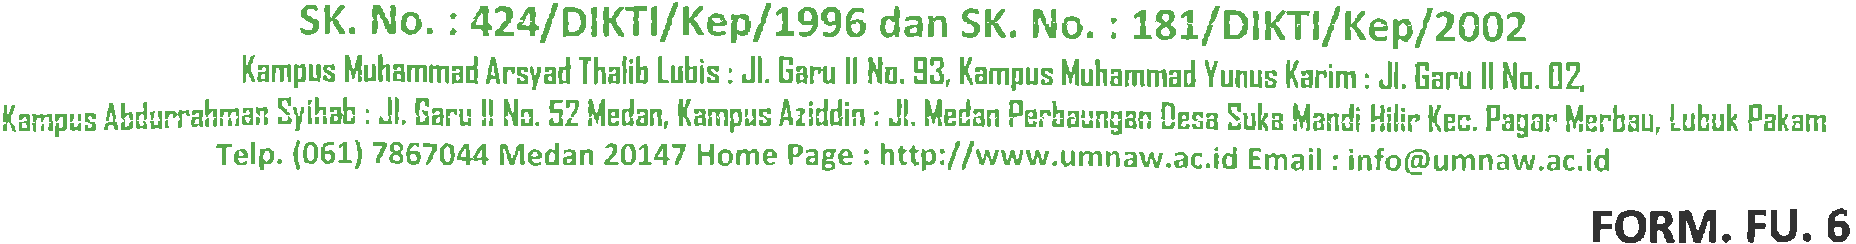 SK. No. : 424/DIKTI/Kep/1996 dan SK. No. : 181/DIKTI/Kep/2002
Kampus Muhammad Arsyad Thalib Lubis : Jl. Garu II No. 93, Kampus Muhammad Yunus Karim : Jl. Garu II No. 02,
Kampus Abdurrahman Syihab : Jl. Garu II No. 52 Medan, Kampus Aziddin : Jl. Medan Perbaungan Desa Suka Mandi Hilir Kec. Pagar Merbau, Lubuk Pakam
Telp. (061) 7867044 Medan 20147 Home Page : http://www.umnaw.ac.id Email : info@umnaw.ac.id
FORM. FU. 6